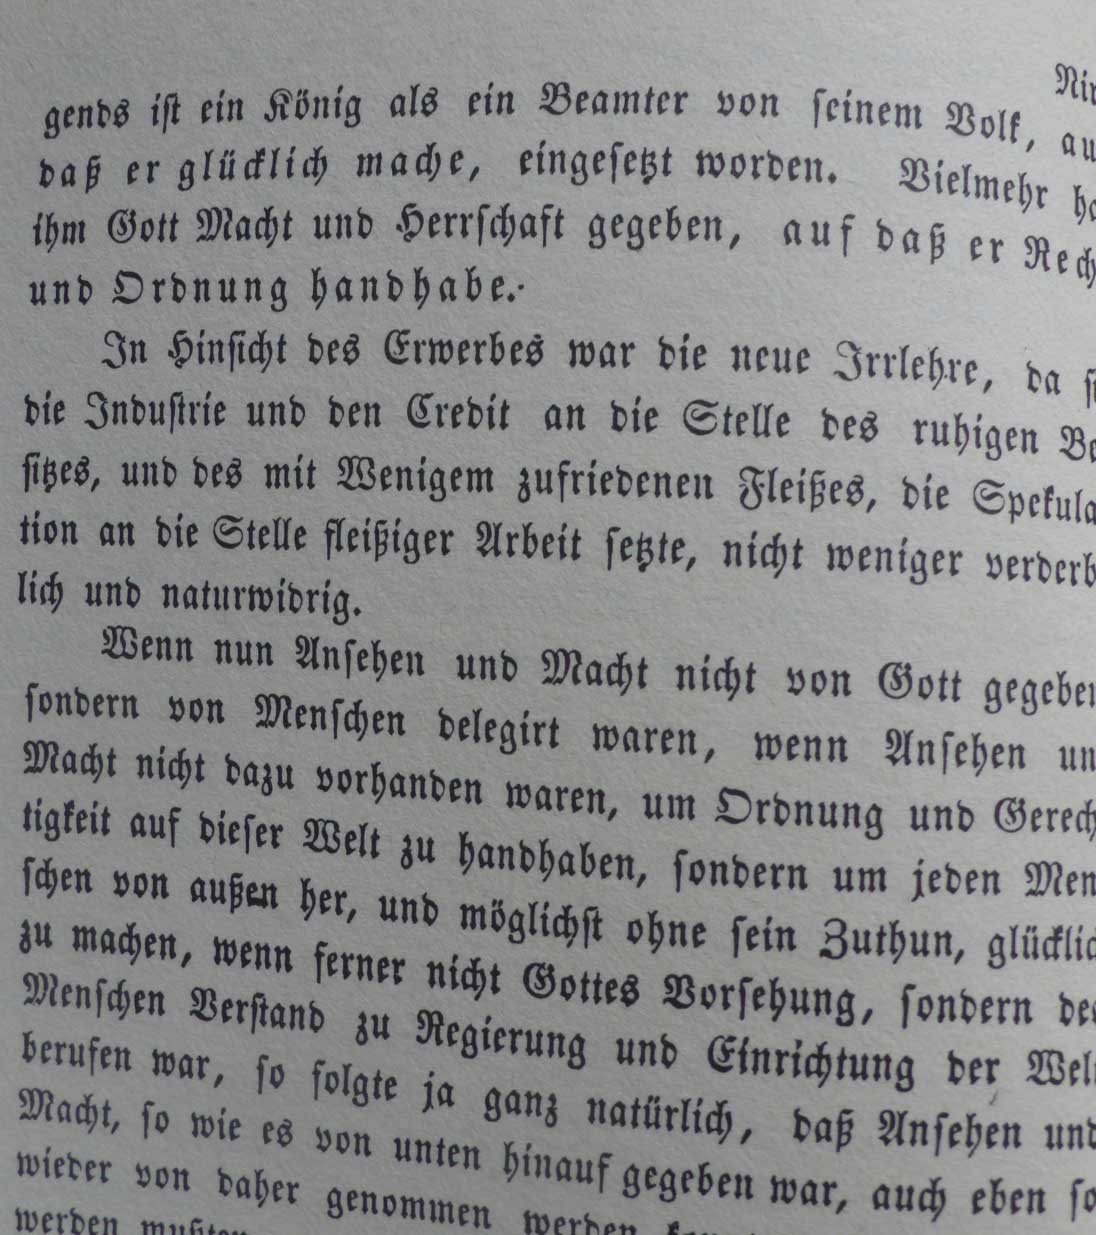 Nir
gends ist ein König als ein Beamter von seinem Volk, au
daß er glücklich mache, eingesetzt worden. Vielmehr ha
ihm Gott Macht und Herrschaft gegeben, auf daß er Rech
und Ordnung handhabe.
In Hinsicht des Erwerbes war die neue Irrlehre, da si
die Industrie und den Credit an die Stelle des ruhigen Be
sitzes, und des mit Wenigem zufriedenen Fleißes, die Spekula
tion an die Stelle fleißiger Arbeit setzte, nicht weniger verderb
lich und naturwidrig.
Wenn nun Ansehen und Macht nicht von Gott gegeben
sondern von Menschen delegirt waren, wenn Ansehen un
Macht nicht dazu vorhanden waren, um Ordnung und Gerech
tigkeit auf dieser Welt zu handhaben, sondern um jeden Men
schen von außen her, und möglichst ohne sein Zuthun, glücklic
zu machen, wenn ferner nicht Gottes Vorsehung, sondern des
Menschen Verstand zu Regierung und Einrichtung der Welt
berufen war, so folgte ja ganz natürlich, daß Ansehen und
Macht, so wie es von unten hinauf gegeben war, auch eben so
wieder von daher genommen werden
werden mußten